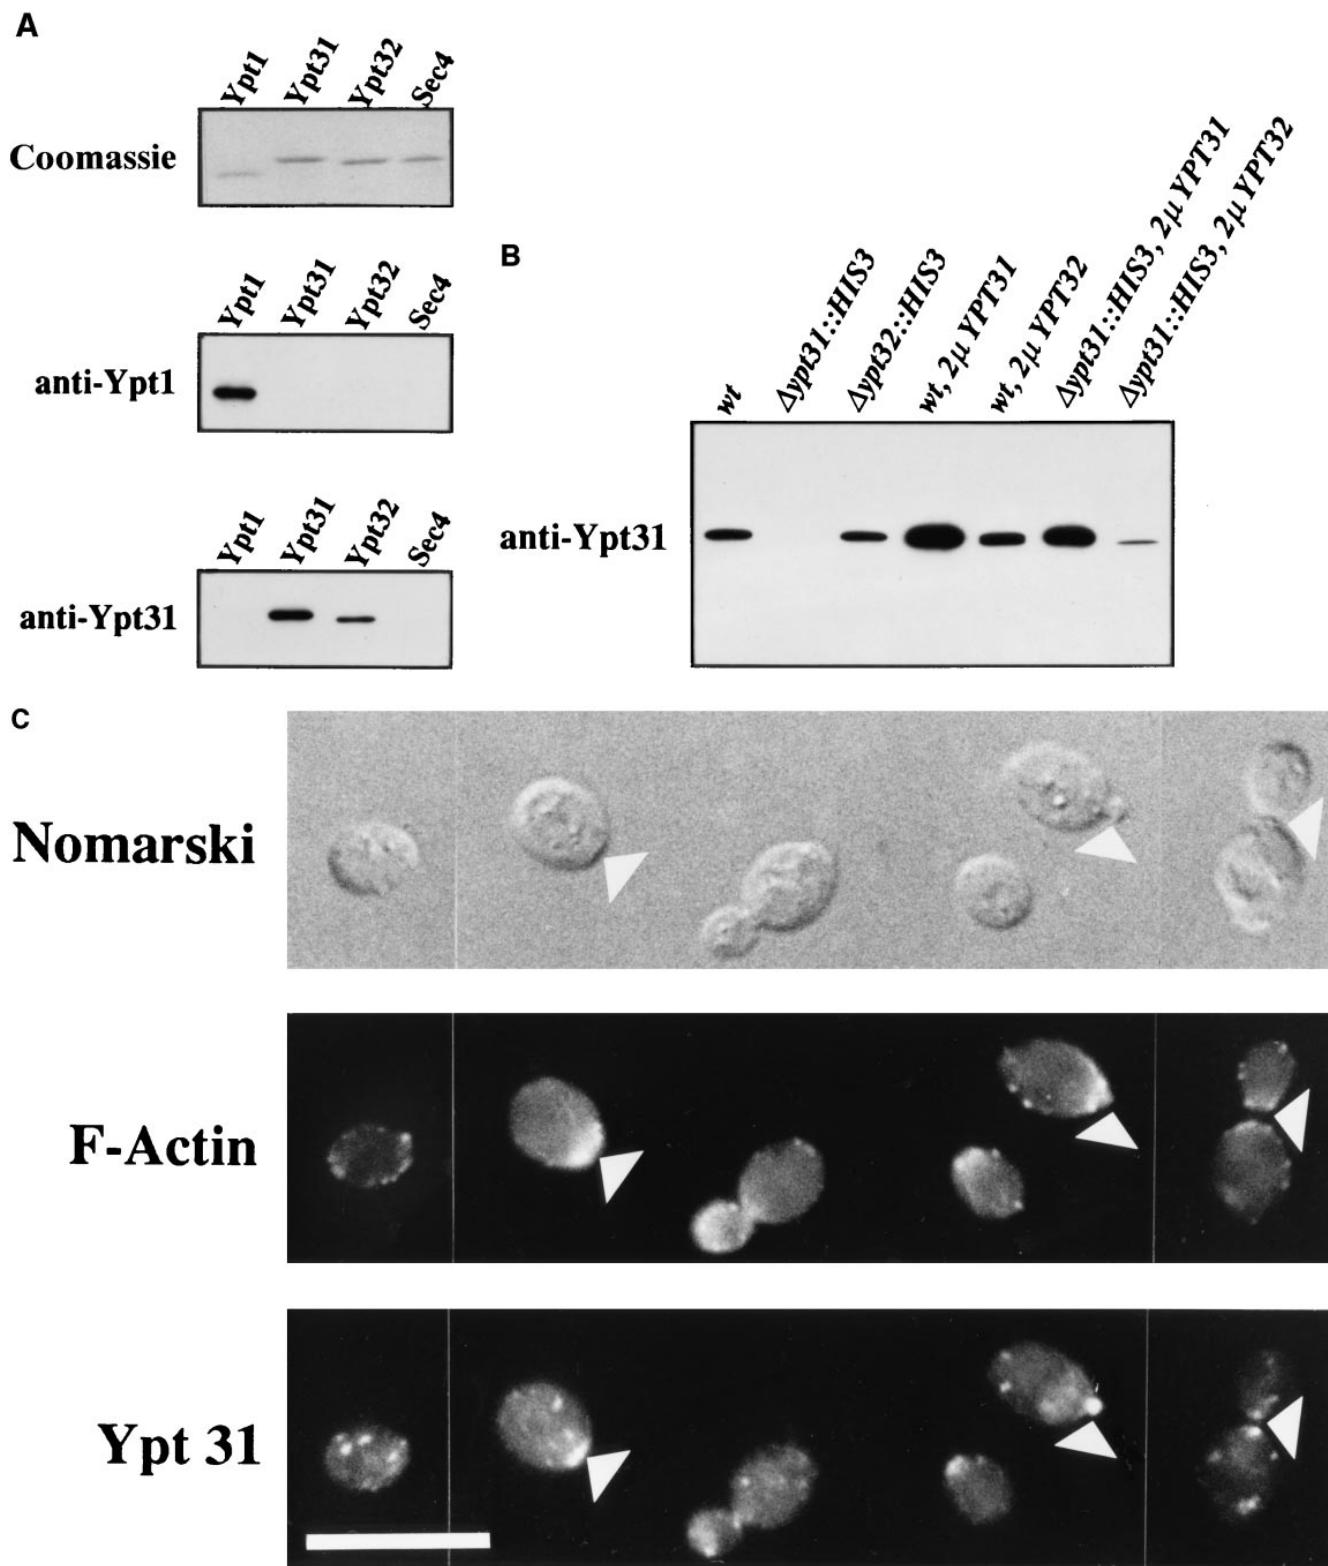 A
Ypt1
Ypt31
Ypt32
Sec4
Coomassie
Ypt1
Ypt31
Ypt32
Sec4
anti-Ypt1
Ypt1
Ypt31
Ypt32
Sec4
anti-Ypt31
B
wt
Δypt31::HIS3
Δypt32::HIS3
wt, 2μ YPT31
wt, 2μ YPT32
Δypt31::HIS3, 2μ YPT31
Δypt31::HIS3, 2μ YPT32
anti-Ypt31
C
Nomarski
F-Actin
Ypt 31